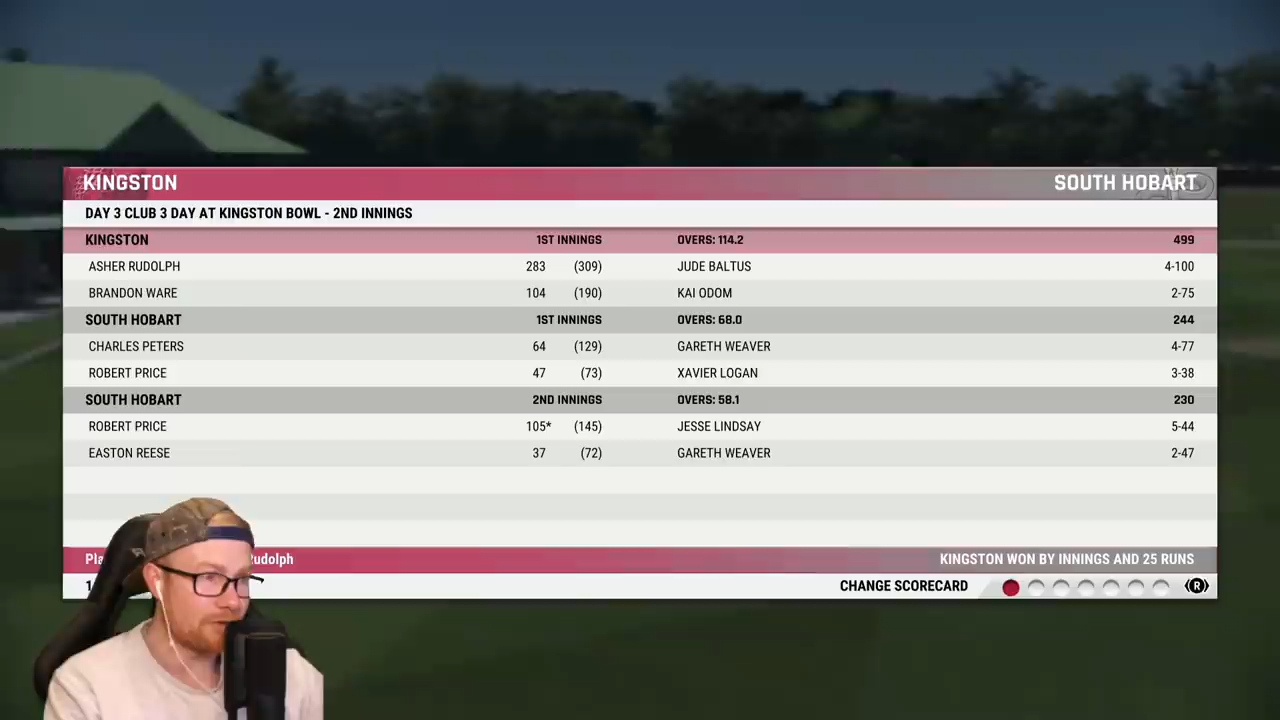 KINGSTON SOUTH HOBART
DAY 3 CLUB 3 DAY AT KINGSTON BOWL - 2ND INNINGS
KINGSTON 1ST INNINGS OVERS: 114.2 499
ASHER RUDOLPH 283 (309) JUDE BALTUS 4-100
BRANDON WARE 104 (190) KAI ODOM 2-75
SOUTH HOBART 1ST INNINGS OVERS: 68.0 244
CHARLES PETERS 64 (129) GARETH WEAVER 4-77
ROBERT PRICE 47 (73) XAVIER LOGAN 3-38
SOUTH HOBART 2ND INNINGS OVERS: 58.1 230
ROBERT PRICE 105* (145) JESSE LINDSAY 5-44
EASTON REESE 37 (72) GARETH WEAVER 2-47
KINGSTON WON BY INNINGS AND 25 RUNS
CHANGE SCORECARD R